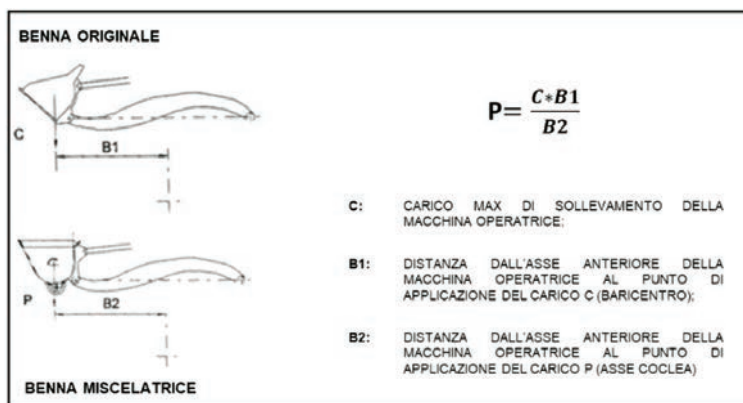 BENNA ORIGINALE
C
B1
P= C*B1
B2
C: CARICO MAX DI SOLLEVAMENTO DELLA
MACCHINA OPERATRICE;
B1: DISTANZA DALL'ASSE ANTERIORE DELLA
MACCHINA OPERATRICE AL PUNTO DI
APPLICAZIONE DEL CARICO C (BARICENTRO);
P
B2
B2: DISTANZA DALL'ASSE ANTERIORE DELLA
MACCHINA OPERATRICE AL PUNTO DI
APPLICAZIONE DEL CARICO P (ASSE COCLEA)
BENNA MISCELATRICE